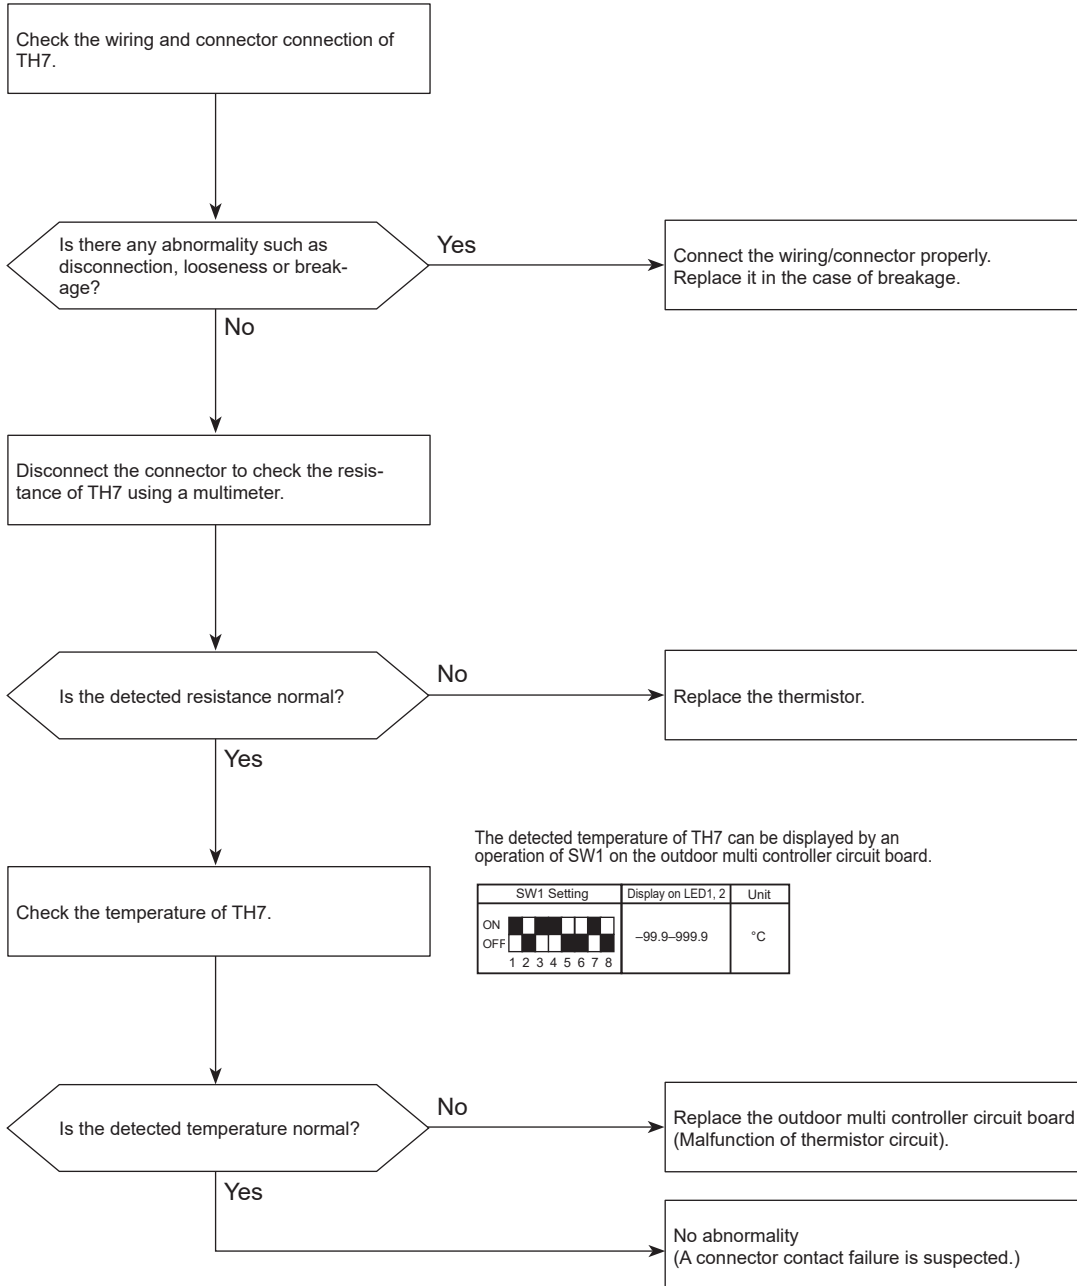 Check the wiring and connector connection of
TH7.
Is there any abnormality such as
disconnection, looseness or break-
age?
Yes
Connect the wiring/connector properly.
Replace it in the case of breakage.
No
Disconnect the connector to check the resis-
tance of TH7 using a multimeter.
Is the detected resistance normal?
No
Replace the thermistor.
Yes
The detected temperature of TH7 can be displayed by an
operation of SW1 on the outdoor multi controller circuit board.
Check the temperature of TH7.
SW1 Setting Display on LED1, 2 Unit
ON
OFF
1 2 3 4 5 6 7 8
–99.9–999.9
°C
Is the detected temperature normal?
No
Replace the outdoor multi controller circuit board
(Malfunction of thermistor circuit).
Yes
No abnormality
(A connector contact failure is suspected.)